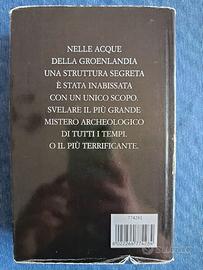 NELLE ACQUE
DELLA GROENLANDIA
UNA STRUTTURA SEGRETA
È STATA INABISSATA
CON UN UNICO SCOPO.
SVELARE IL PIÙ GRANDE
MISTERO ARCHEOLOGICO
DI TUTTI I TEMPI.
O IL PIÙ TERRIFICANTE.
774281